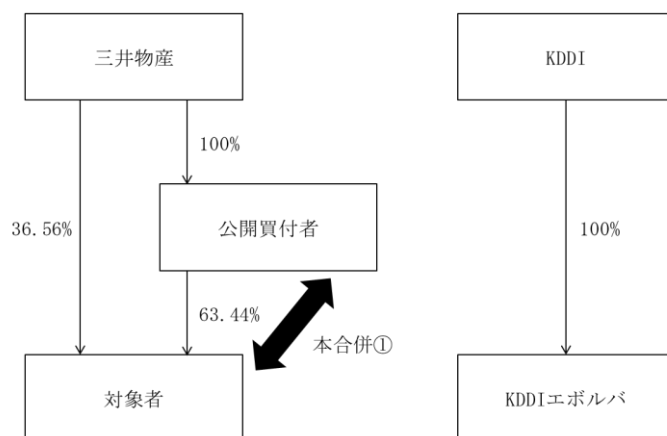 三井物産
KDDI
100%
36.56%
公開買付者
100%
63.44%
本合併①
対象者
KDDIエボルバ